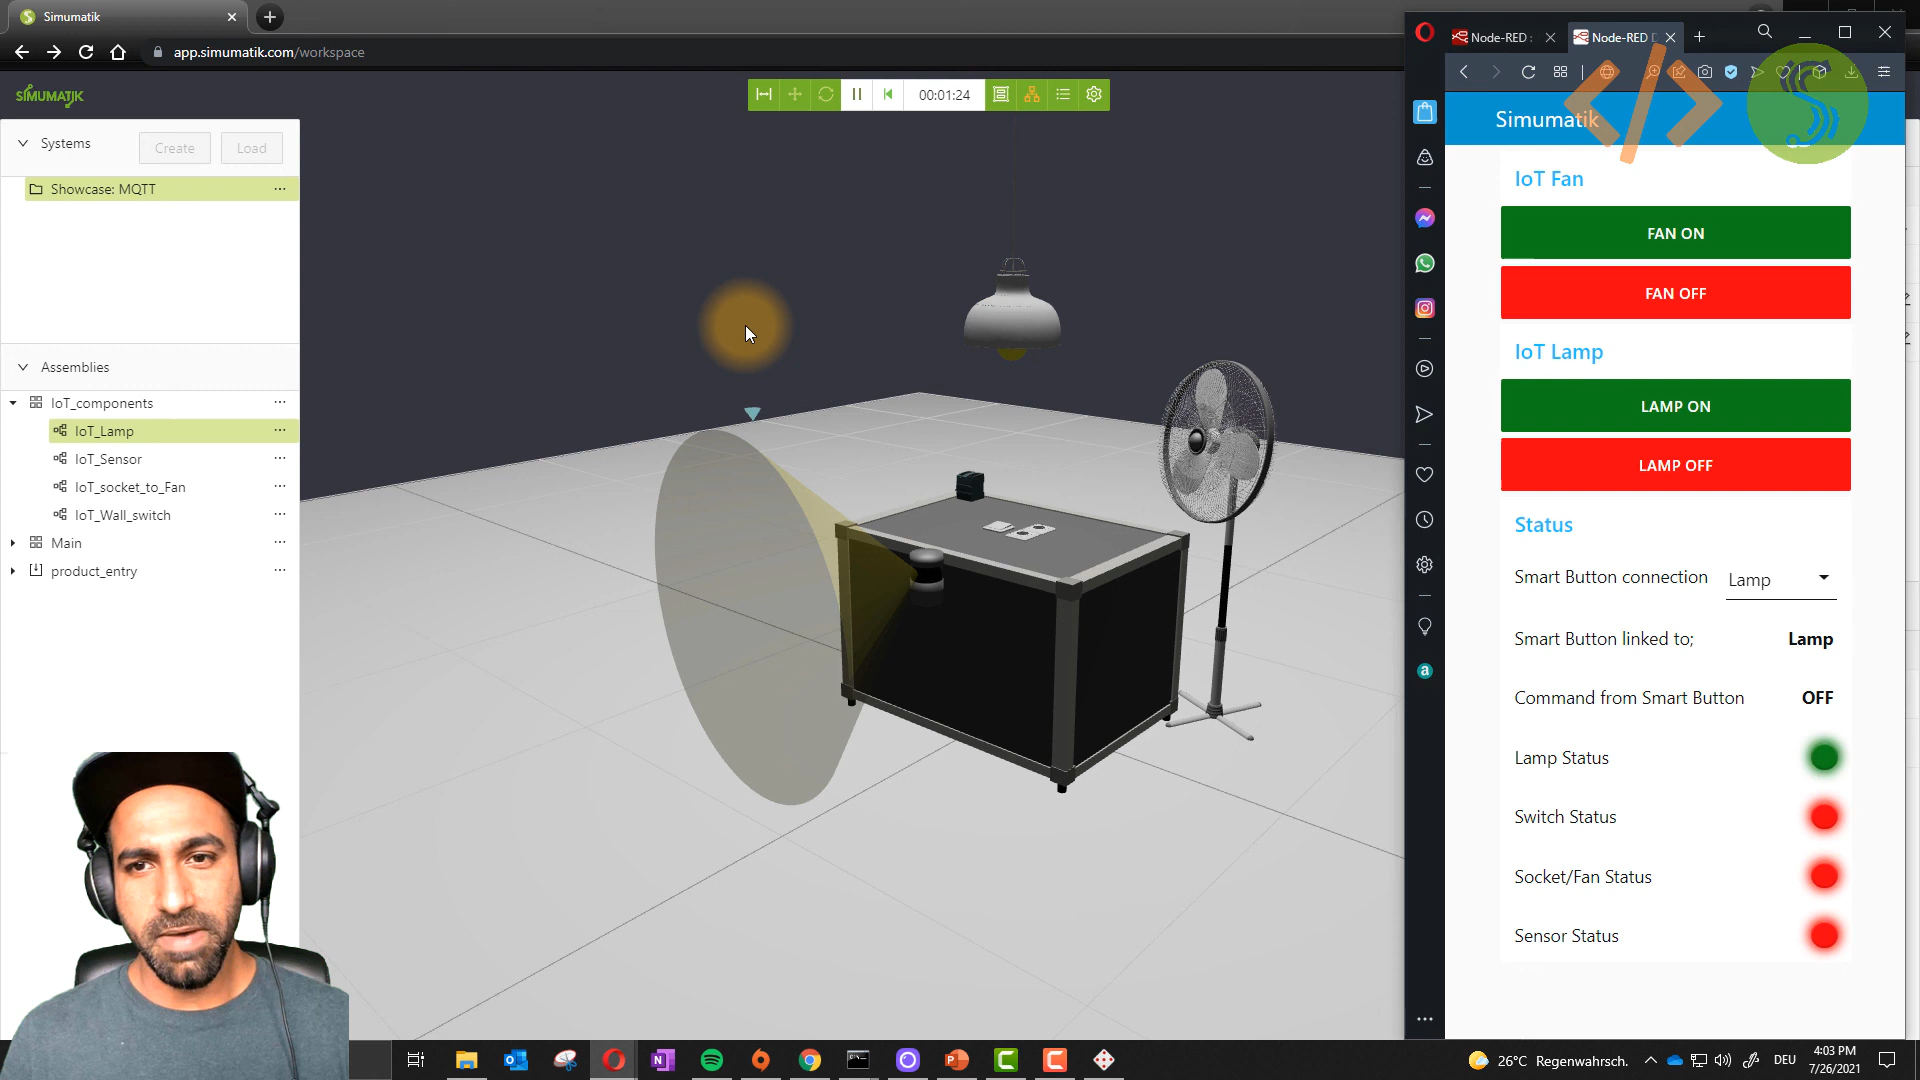 Simumatik
app.simumatik.com/workspace
SIMUMATIK
00:01:24
Systems
Create
Load
Showcase: MQTT
Assemblies
IoT_components
IoT_Lamp
IoT_Sensor
IoT_socket_to_Fan
IoT_Wall_switch
Main
product_entry
Node-RED :
Node-RED D
Simumatik
IoT Fan
FAN ON
FAN OFF
IoT Lamp
LAMP ON
LAMP OFF
Status
Smart Button connection
Lamp
Smart Button linked to;
Lamp
Command from Smart Button
OFF
Lamp Status
Switch Status
Socket/Fan Status
Sensor Status
26°C Regenwahrsch.
DEU
4:03 PM
7/26/2021